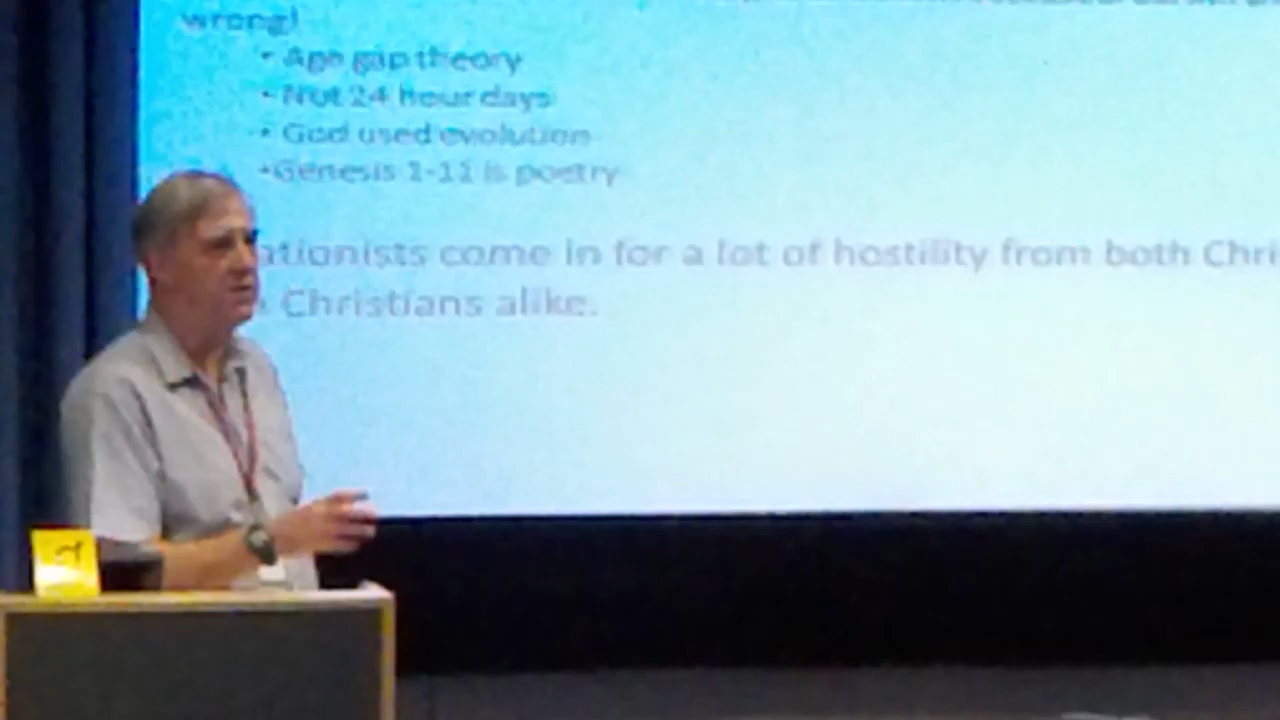 wrong!
• Age gap theory
• Not 24 hour days
• God used evolution
•Genesis 1-11 is poetry
ationists come in for a lot of hostility from both Chri
Christians alike.